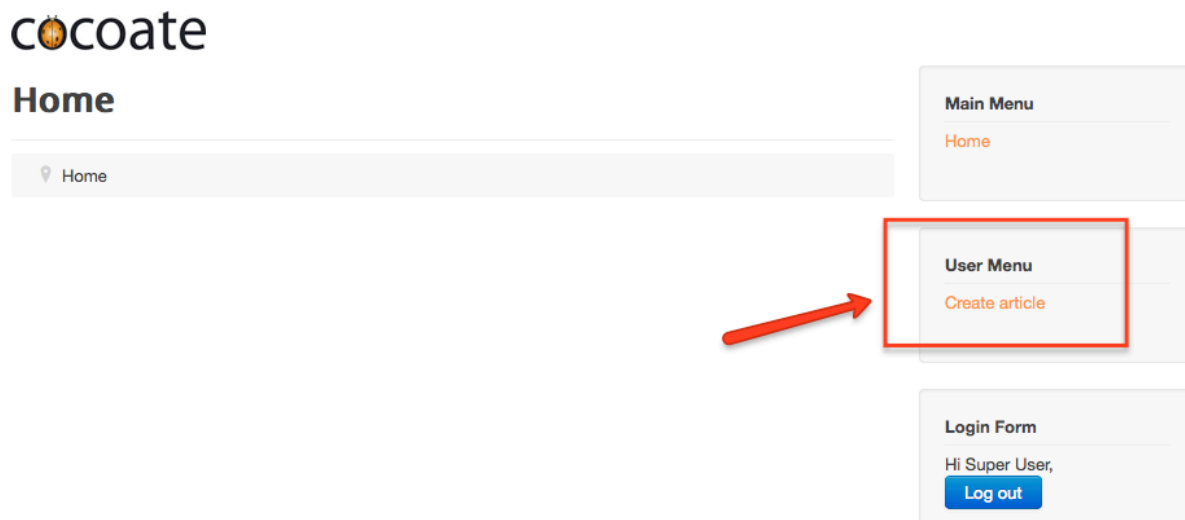 cocoate
Home
Home
Main Menu
Home
User Menu
Create article
Login Form
Hi Super User,
Log out